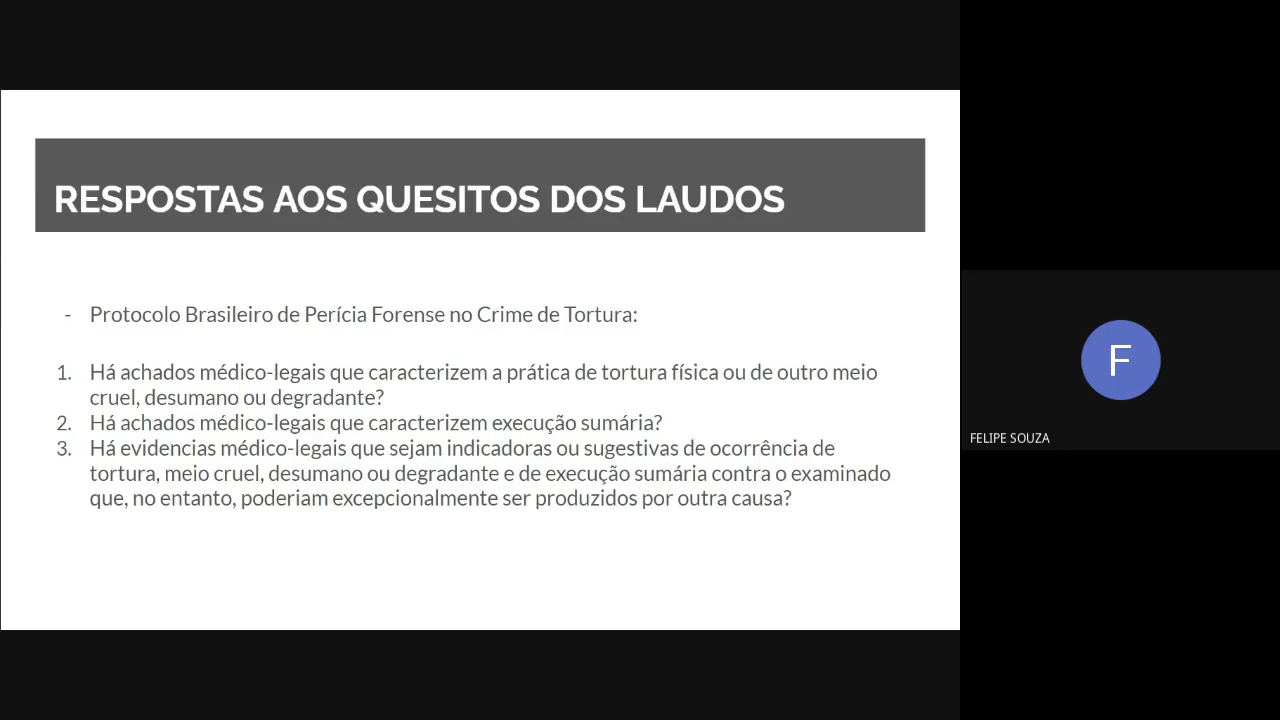 RESPOSTAS AOS QUESITOS DOS LAUDOS
- Protocolo Brasileiro de Perícia Forense no Crime de Tortura:
1. Há achados médico-legais que caracterizem a prática de tortura física ou de outro meio
cruel, desumano ou degradante?
2. Há achados médico-legais que caracterizem execução sumária?
3. Há evidencias médico-legais que sejam indicadoras ou sugestivas de ocorrência de
tortura, meio cruel, desumano ou degradante e de execução sumária contra o examinado
que, no entanto, poderiam excepcionalmente ser produzidos por outra causa?
F
FELIPE SOUZA